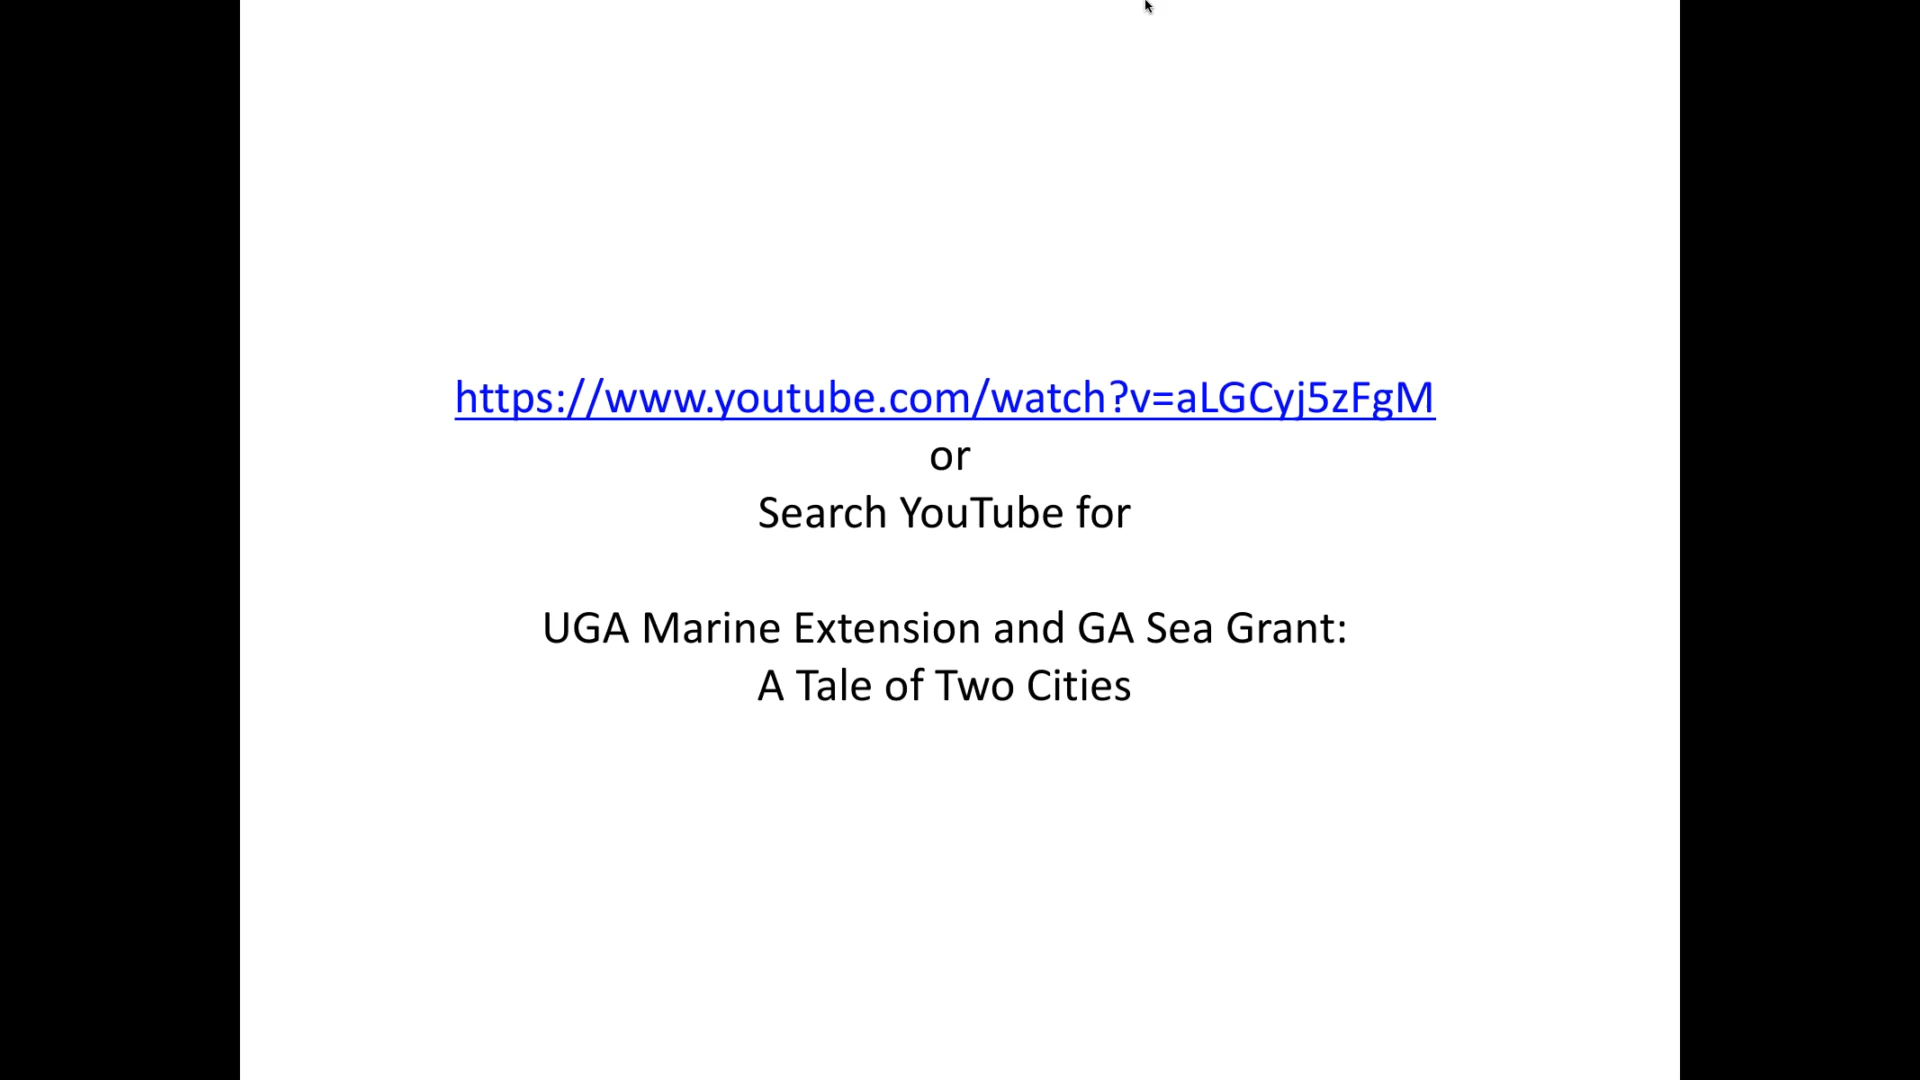 https://www.youtube.com/watch?v=aLGCyj5zFgM
or
Search YouTube for
UGA Marine Extension and GA Sea Grant:
A Tale of Two Cities